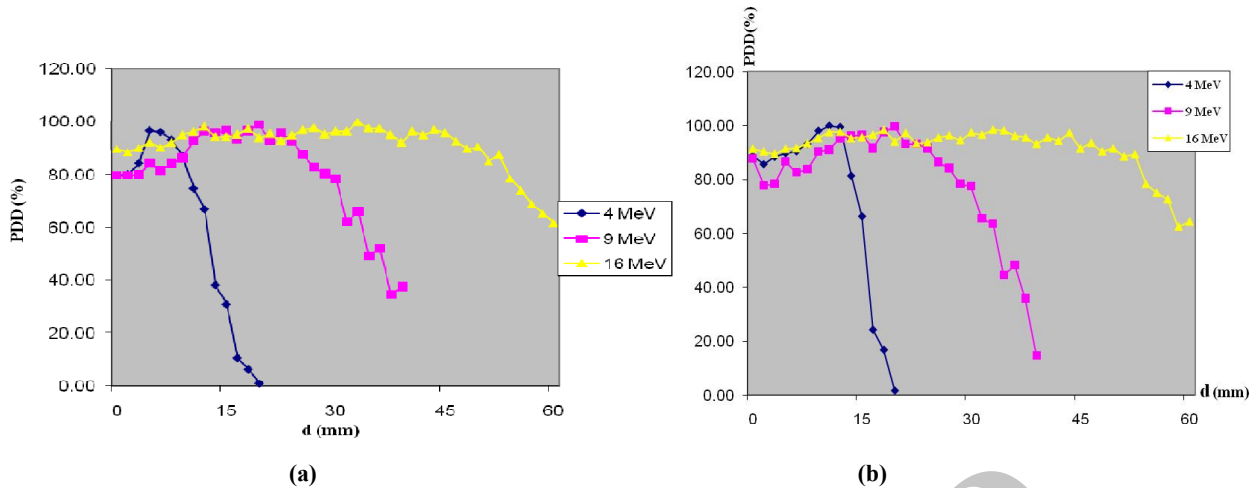 PDD (%)
120.00
100.00
80.00
60.00
40.00
20.00
0.00
0 15 30 45 60
d (mm)
4 MeV
9 MeV
16 MeV
(a)
PDD(%)
120.00
100.00
80.00
60.00
40.00
20.00
0.00
0 15 30 45 60
d (mm)
4 MeV
9 MeV
16 MeV
(b)